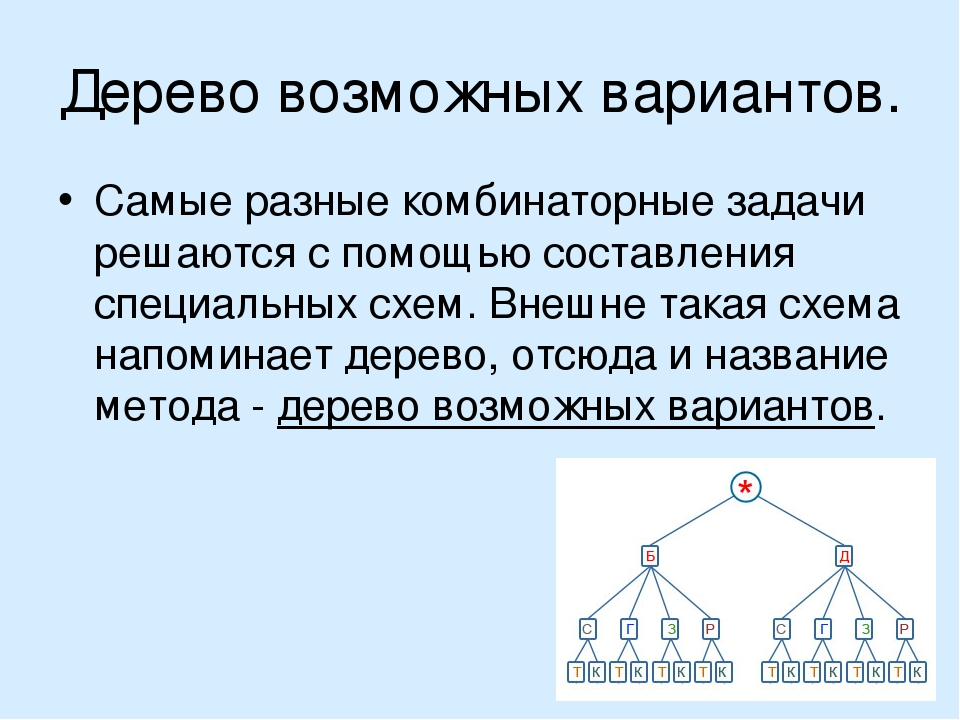 Дерево возможных вариантов.
• Самые разные комбинаторные задачи
решаются с помощью составления
специальных схем. Внешне такая схема
напоминает дерево, отсюда и название
метода - дерево возможных вариантов.
*
Б Д
С Г З Р С Г З Р
Т К Т К Т К Т К Т К Т К Т К Т К